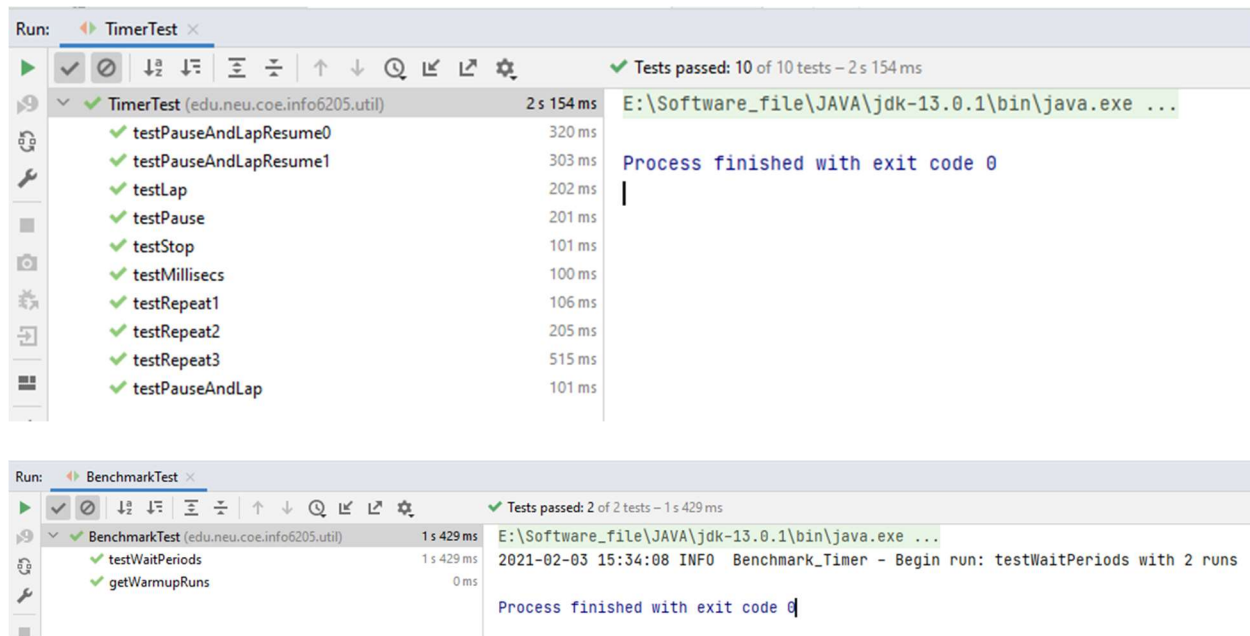 Run: TimerTest ×
Tests passed: 10 of 10 tests – 2 s 154 ms
TimerTest (edu.neu.coe.info6205.util) 2 s 154 ms
testPauseAndLapResume0 320 ms
testPauseAndLapResume1 303 ms
testLap 202 ms
testPause 201 ms
testStop 101 ms
testMillisecs 100 ms
testRepeat1 106 ms
testRepeat2 205 ms
testRepeat3 515 ms
testPauseAndLap 101 ms
E:\Software_file\JAVA\jdk-13.0.1\bin\java.exe ...
Process finished with exit code 0
Run: BenchmarkTest ×
Tests passed: 2 of 2 tests – 1 s 429 ms
BenchmarkTest (edu.neu.coe.info6205.util) 1 s 429 ms
testWaitPeriods 1 s 429 ms
getWarmupRuns 0 ms
E:\Software_file\JAVA\jdk-13.0.1\bin\java.exe ...
2021-02-03 15:34:08 INFO  Benchmark_Timer - Begin run: testWaitPeriods with 2 runs
Process finished with exit code 0